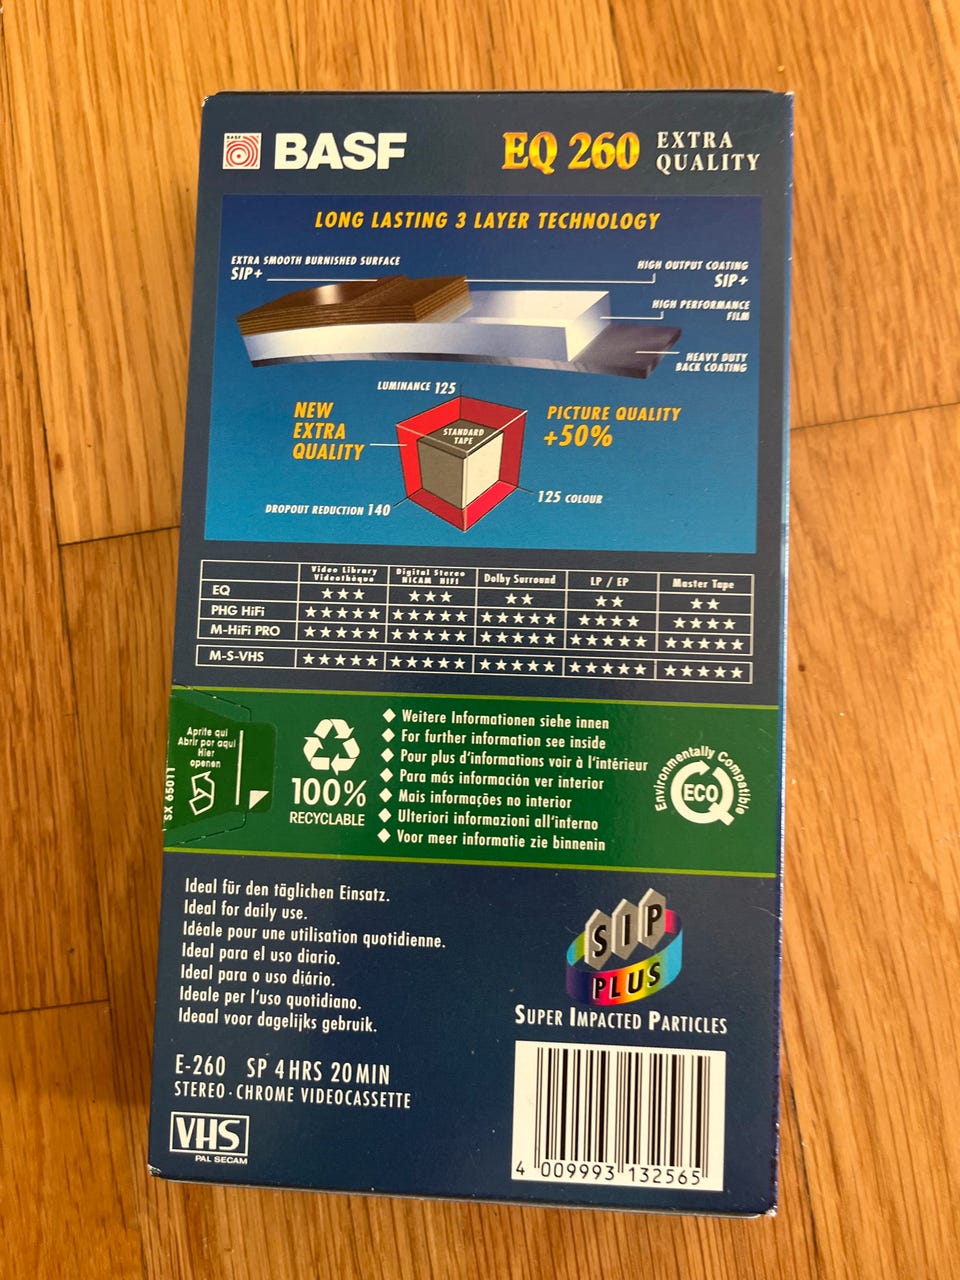 BASF
BASF
EQ 260 EXTRA QUALITY
LONG LASTING 3 LAYER TECHNOLOGY
EXTRA SMOOTH BURNISHED SURFACE
SIP+
HIGH OUTPUT COATING
SIP+
HIGH PERFORMANCE
FILM
HEAVY DUTY
BACK COATING
LUMINANCE 125
NEW
EXTRA
QUALITY
STANDARD
TAPE
PICTURE QUALITY
+50%
DROPOUT REDUCTION 140
125 COLOUR
Video Library Vidéothèque Digital Stereo NICAM HIFI Dolby Surround LP / EP Master Tape
EQ ★★★ ★★★ ★★ ★★ ★★
PHG HiFi ★★★★★ ★★★★★ ★★★★★ ★★★★ ★★★★
M-HiFi PRO ★★★★★ ★★★★★ ★★★★★ ★★★★★ ★★★★★
M-S-VHS ★★★★★ ★★★★★ ★★★★★ ★★★★★ ★★★★★
Aprite qui
Abrir por aqui
Hier
openen
SX 65011
100%
RECYCLABLE
◆ Weitere Informationen siehe innen
◆ For further information see inside
◆ Pour plus d'informations voir à l'intérieur
◆ Para más información ver interior
◆ Mais informações no interior
◆ Ulteriori informazioni all'interno
◆ Voor meer informatie zie binnenin
Environmentally Compatible
ECO
Ideal für den täglichen Einsatz.
Ideal for daily use.
Idéale pour une utilisation quotidienne.
Ideal para el uso diario.
Ideal para o uso diário.
Ideale per l'uso quotidiano.
Ideaal voor dagelijks gebruik.
SIP
PLUS
SUPER IMPACTED PARTICLES
E-260 SP 4 HRS 20 MIN
STEREO · CHROME VIDEOCASSETTE
VHS
PAL SECAM
4 009993 132565